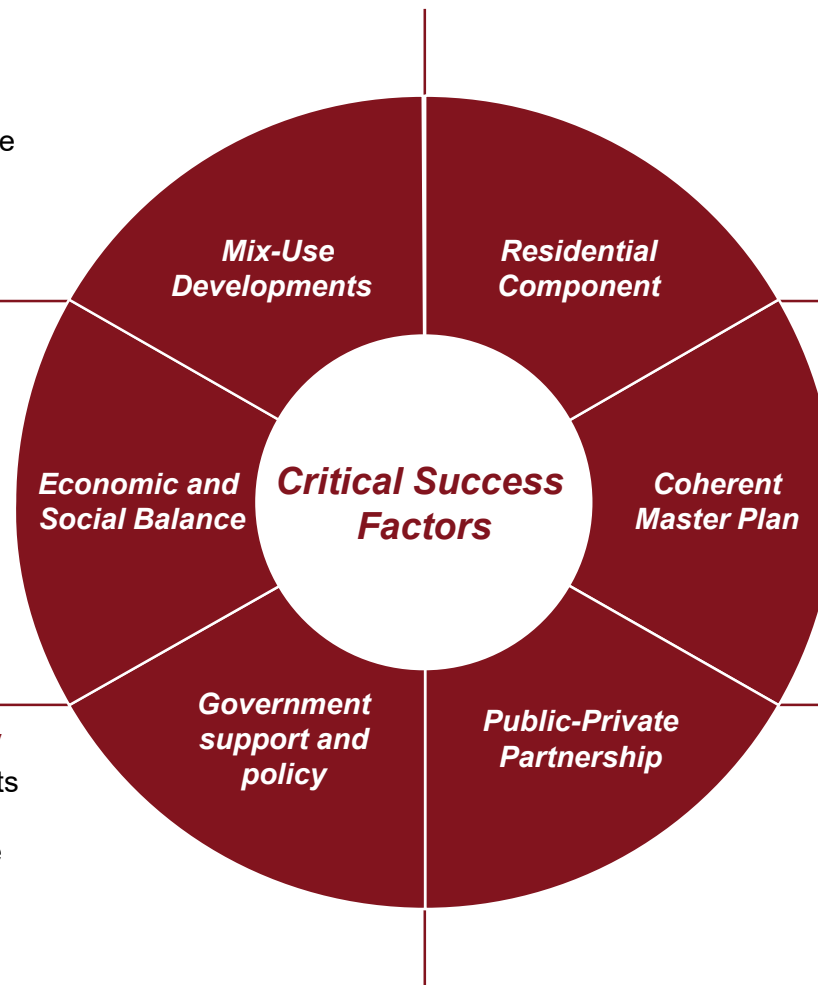 Mix-Use
Developments
Residential
Component
Economic and
Social Balance
Critical Success
Factors
Coherent
Master Plan
Government
support and
policy
Public-Private
Partnership